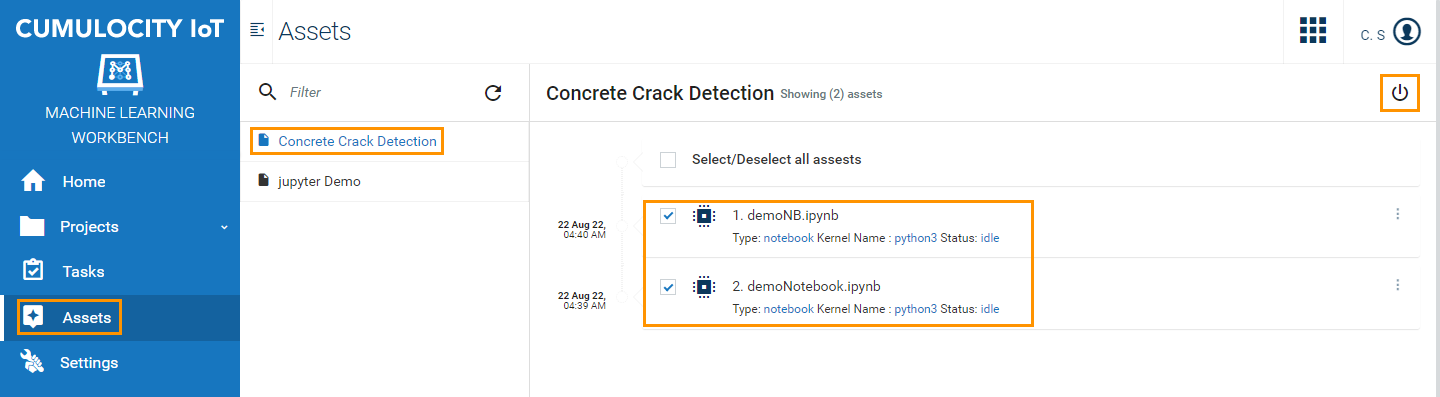 CUMULOCITY IoT
MACHINE LEARNING
WORKBENCH
Home
Projects
Tasks
Assets
Settings
Assets
C. S
Filter
Concrete Crack Detection
jupyter Demo
Concrete Crack Detection Showing (2) assets
Select/Deselect all assests
22 Aug 22,
04:40 AM
1. demoNB.ipynb
Type: notebook Kernel Name : python3 Status: idle
22 Aug 22,
04:39 AM
2. demoNotebook.ipynb
Type: notebook Kernel Name : python3 Status: idle